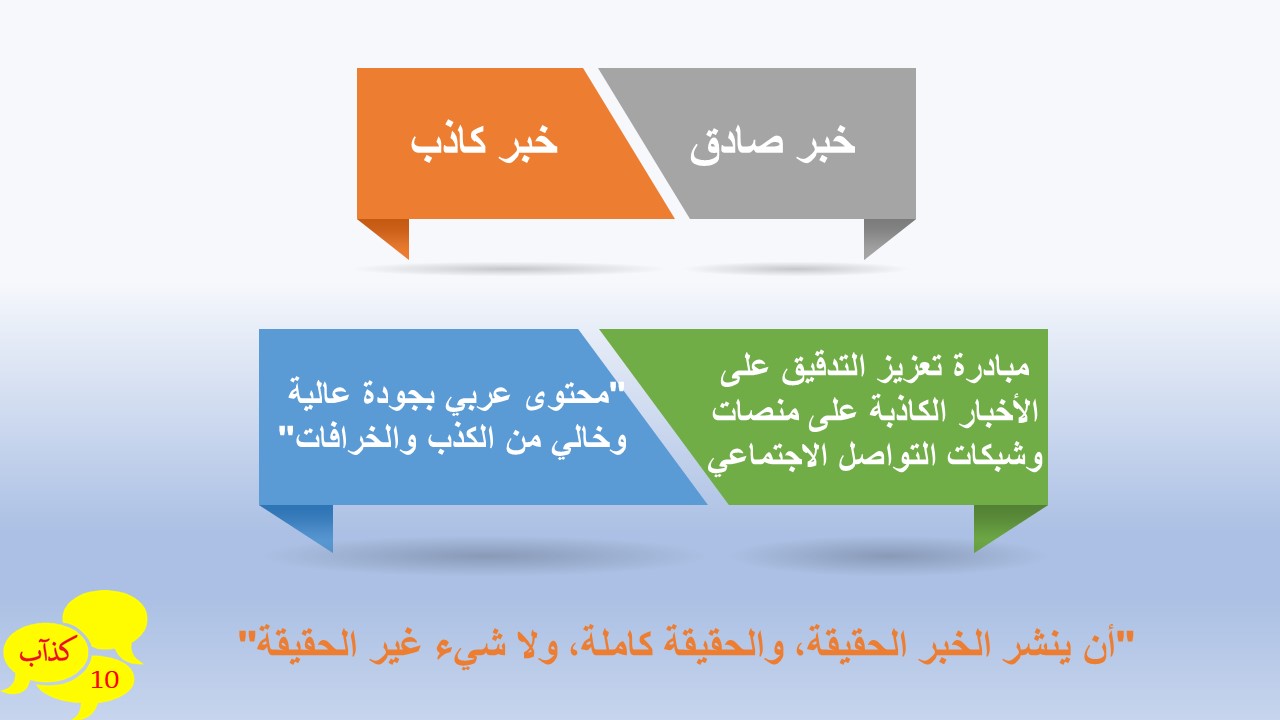 خبر صادق
خبر كاذب
مبادرة تعزيز التدقيق على
الأخبار الكاذبة على منصات
وشبكات التواصل الاجتماعي
"محتوى عربي بجودة عالية
وخالي من الكذب والخرافات"
"أن ينشر الخبر الحقيقة، والحقيقة كاملة، ولا شيء غير الحقيقة"
كذآب
10